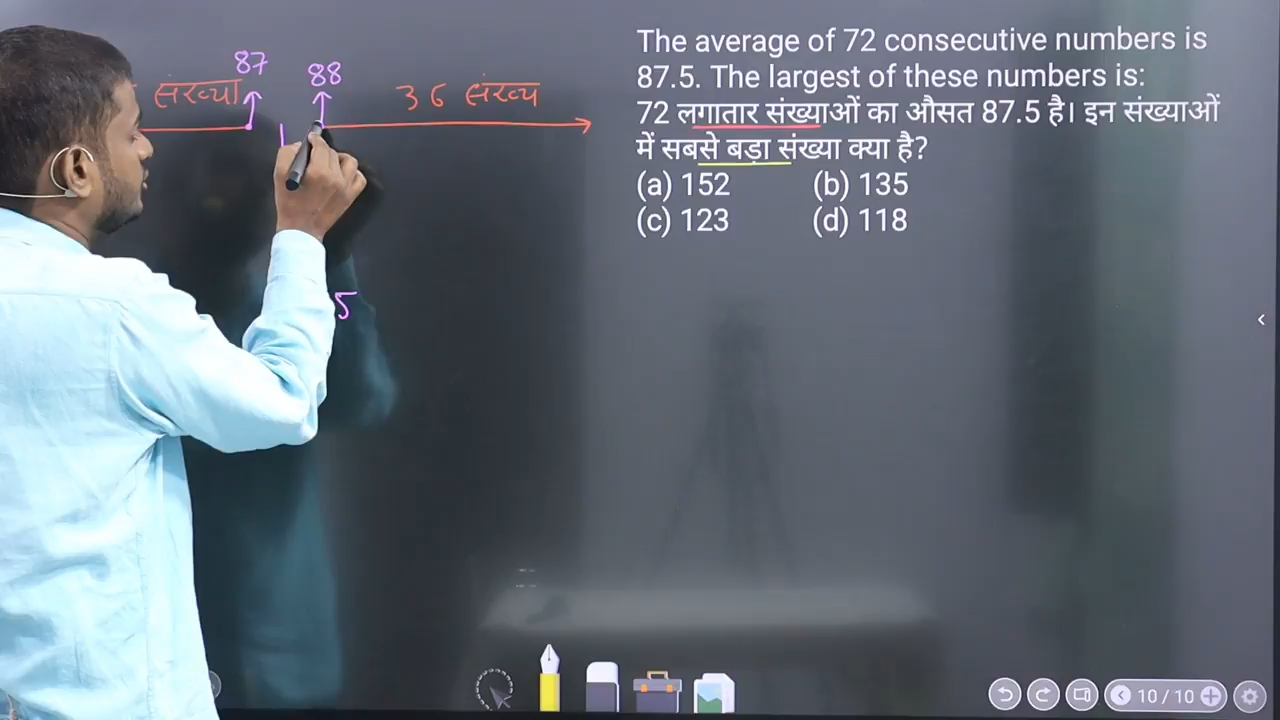 संख्या 87 88 36 संख्य
5
The average of 72 consecutive numbers is
87.5. The largest of these numbers is:
72 लगातार संख्याओं का औसत 87.5 है। इन संख्याओं
में सबसे बड़ा संख्या क्या है?
(a) 152 (b) 135
(c) 123 (d) 118
10/10